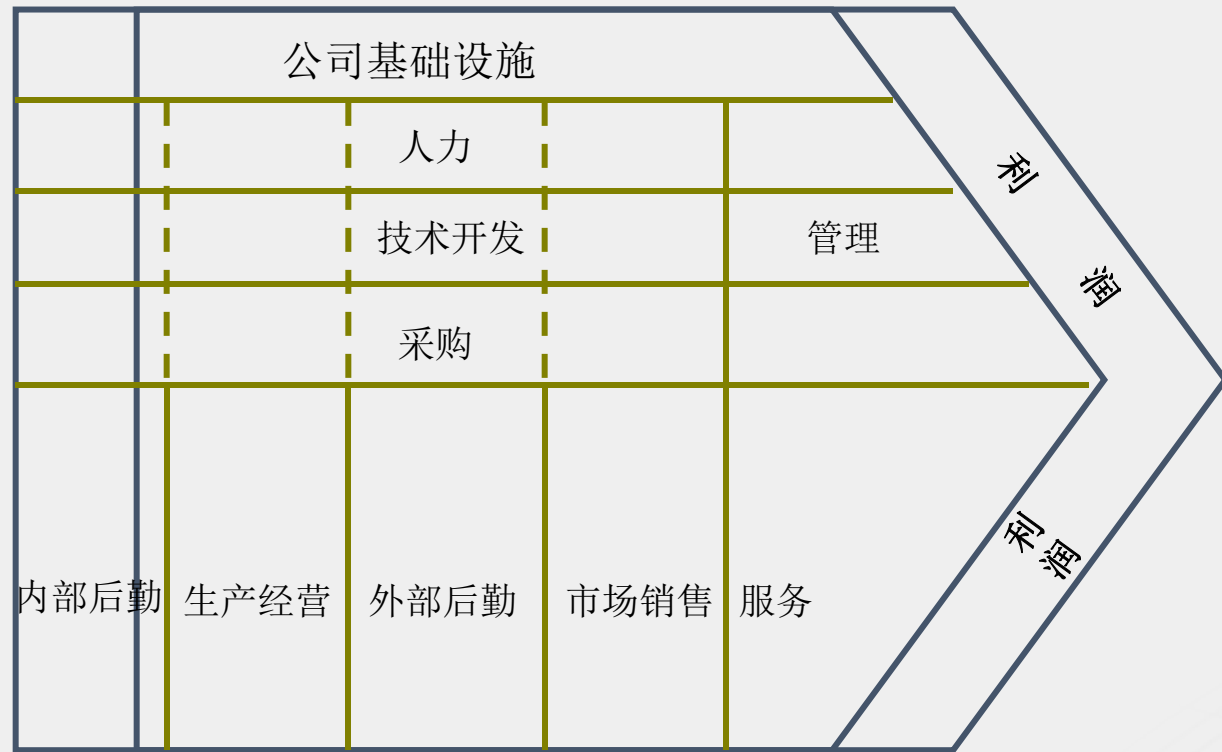 公司基础设施
人力
技术开发
管理
采购
利
润
利
润
内部后勤
生产经营
外部后勤
市场销售
服务